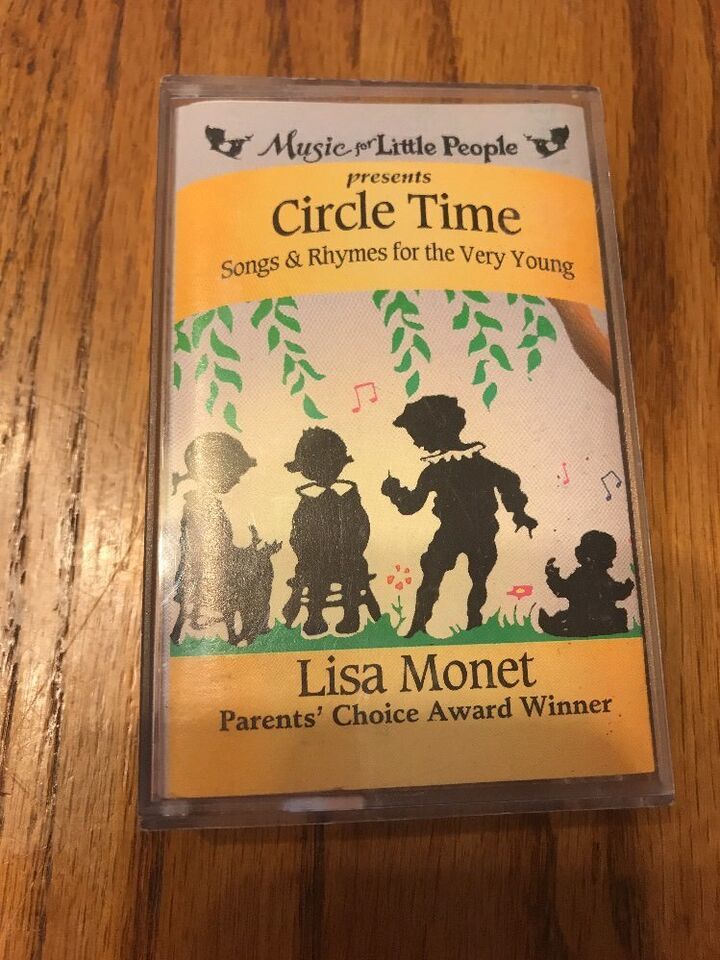 Music for Little People
presents
Circle Time
Songs & Rhymes for the Very Young
Lisa Monet
Parents' Choice Award Winner